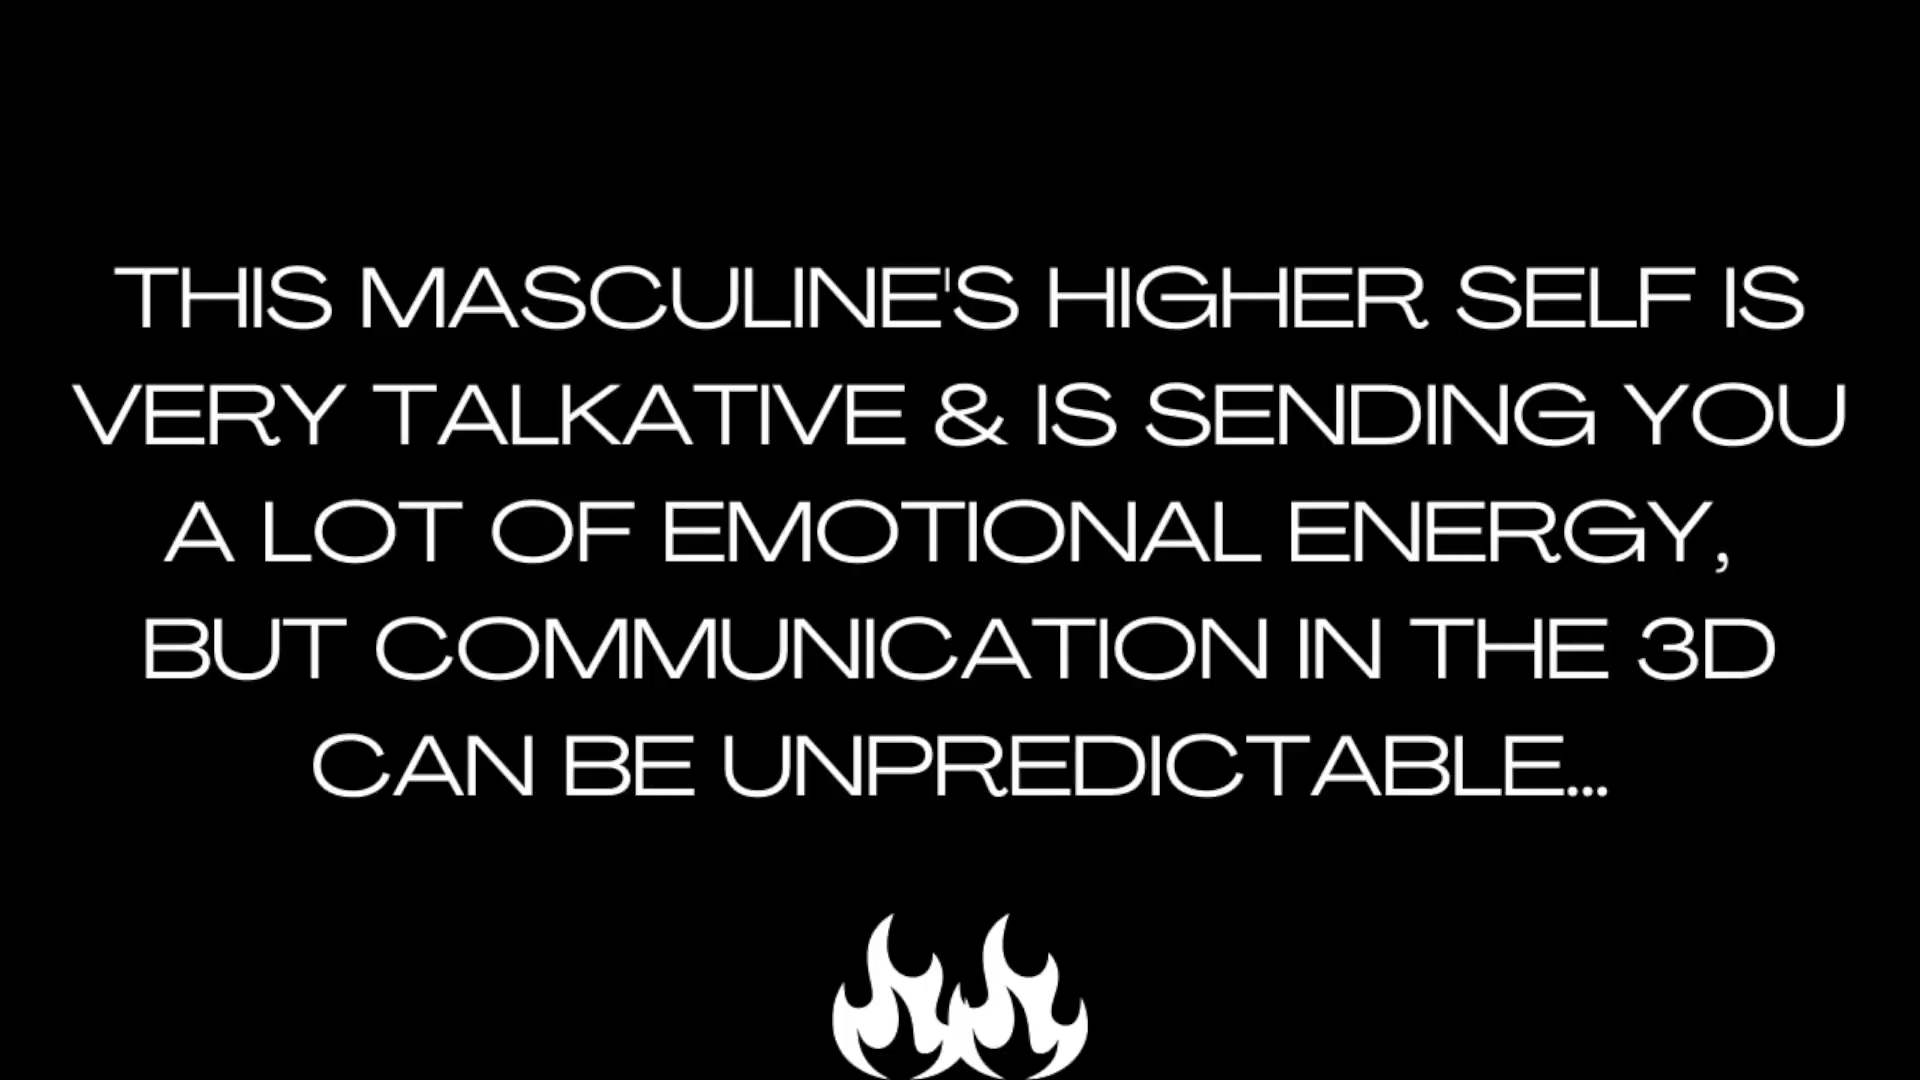 THIS MASCULINE'S HIGHER SELF IS
VERY TALKATIVE & IS SENDING YOU
A LOT OF EMOTIONAL ENERGY,
BUT COMMUNICATION IN THE 3D
CAN BE UNPREDICTABLE...